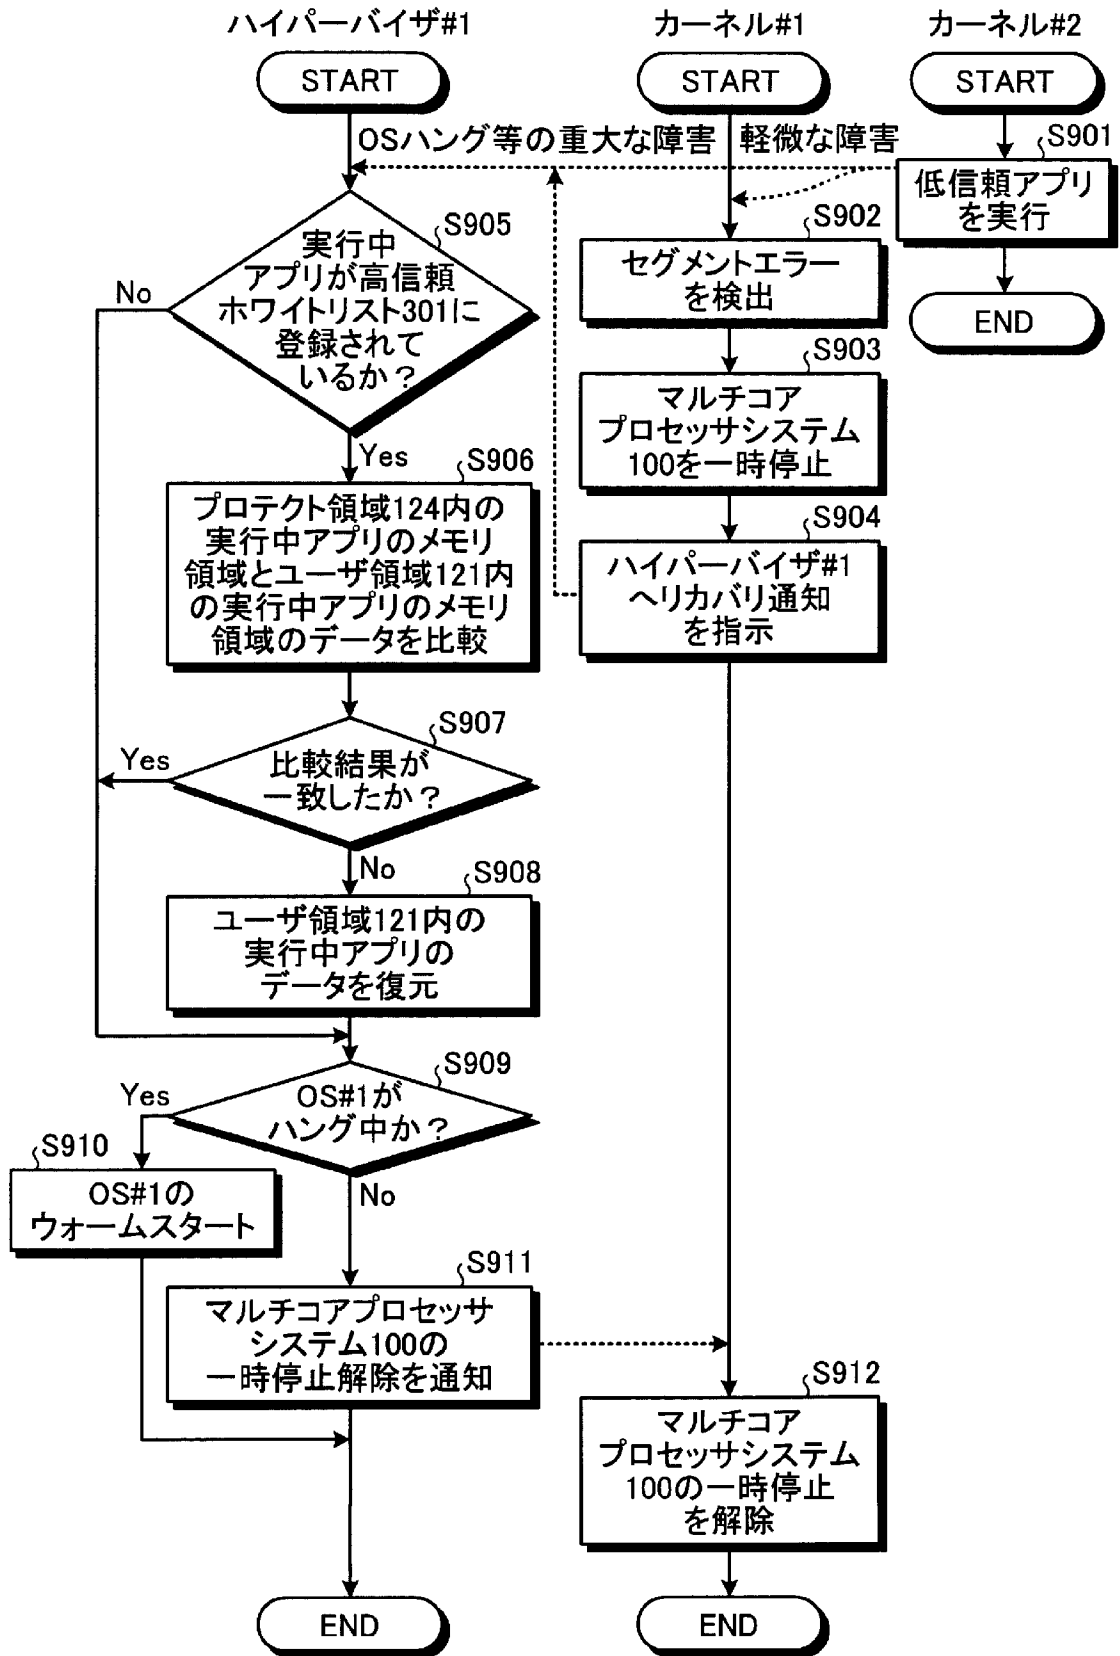 ハイパーバイザ#1
カーネル#1
カーネル#2
START
START
START
OSハング等の重大な障害
軽微な障害
S901
低信頼アプリ
を実行
END
S902
セグメントエラー
を検出
S903
マルチコア
プロセッサシステム
100を一時停止
S904
ハイパーバイザ#1
へリカバリ通知
を指示
S905
実行中
アプリが高信頼
ホワイトリスト301に
登録されて
いるか?
No
Yes
S906
プロテクト領域124内の
実行中アプリのメモリ
領域とユーザ領域121内
の実行中アプリのメモリ
領域のデータを比較
S907
比較結果が
一致したか?
Yes
No
S908
ユーザ領域121内の
実行中アプリの
データを復元
S909
OS#1が
ハング中か?
Yes
No
S910
OS#1の
ウォームスタート
S911
マルチコアプロセッサ
システム100の
一時停止解除を通知
S912
マルチコア
プロセッサシステム
100の一時停止
を解除
END
END